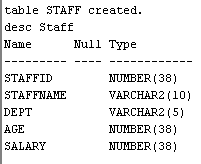 table STAFF created.
desc Staff
Name      Null Type
--------- ---- ------------
STAFFID        NUMBER(38)
STAFFNAME      VARCHAR2(10)
DEPT           VARCHAR2(5)
AGE            NUMBER(38)
SALARY         NUMBER(38)